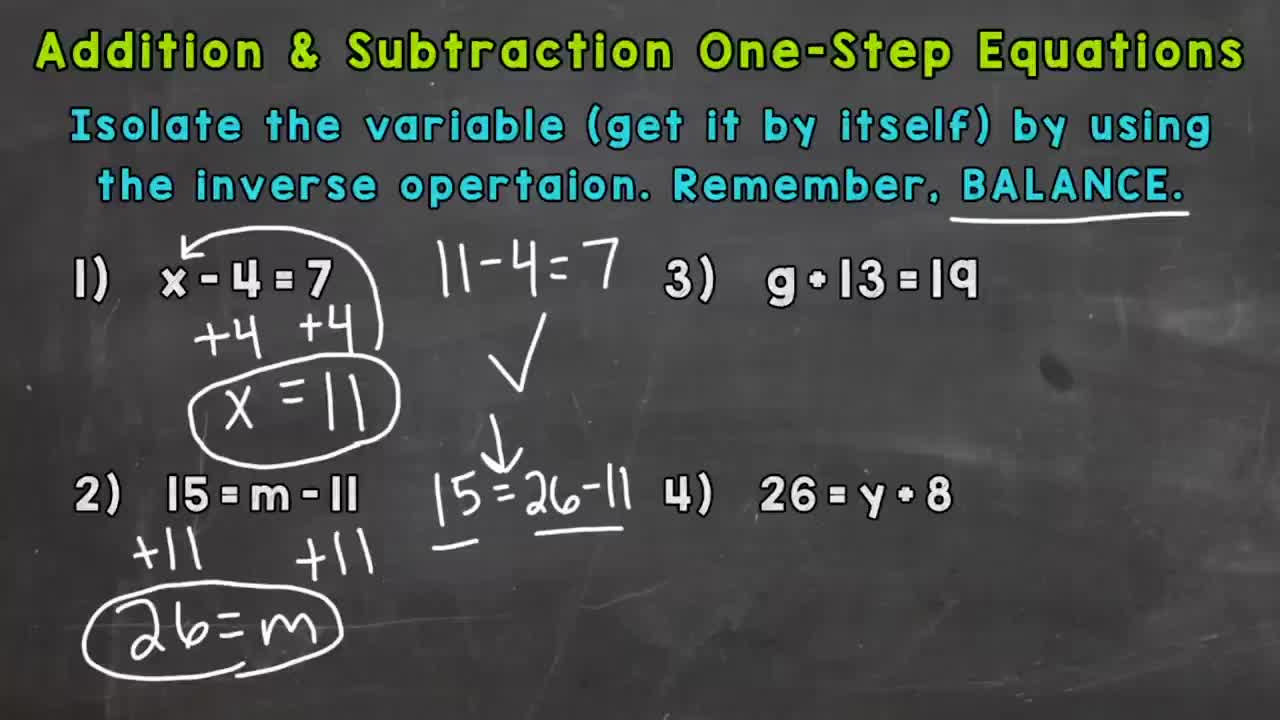 Addition & Subtraction One-Step Equations
Isolate the variable (get it by itself) by using
the inverse opertaion. Remember, BALANCE.
1) x - 4 = 7
+4 +4
x = 11
11 - 4 = 7
2) 15 = m - 11
+11 +11
26 = m
15 = 26 - 11
3) g + 13 = 19
4) 26 = y + 8